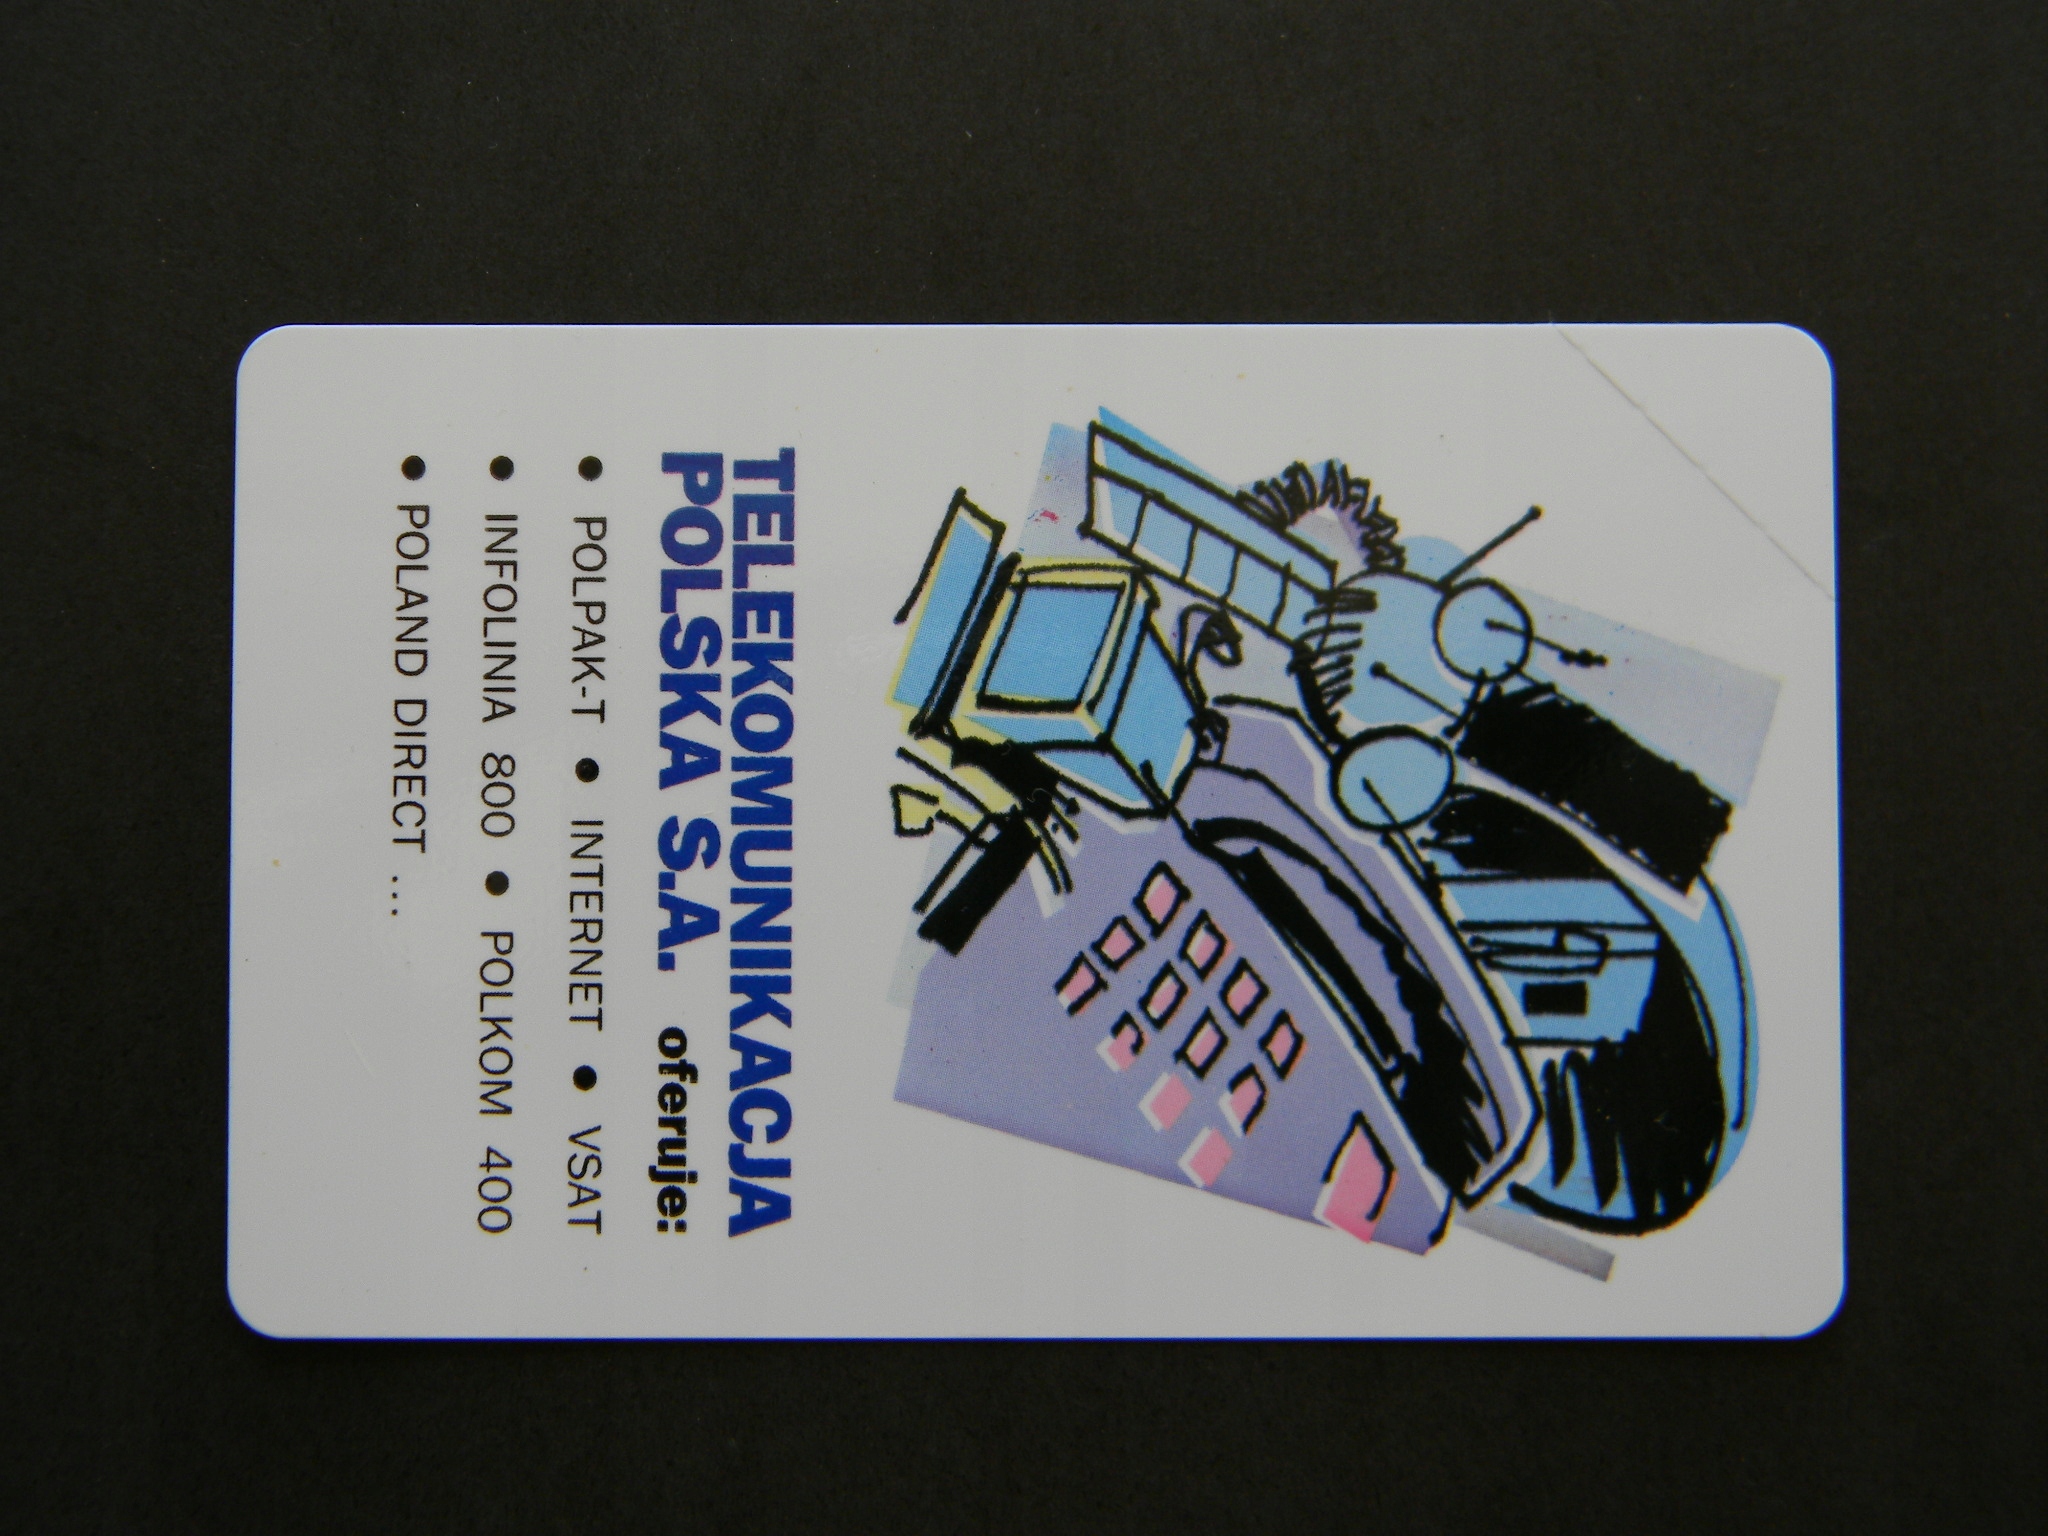 TELEKOMUNIKACJA
POLSKA S.A. oferuje:
● POLPAK-T ● INTERNET ● VSAT
● INFOLINIA 800 ● POLKOM 400
● POLAND DIRECT ...